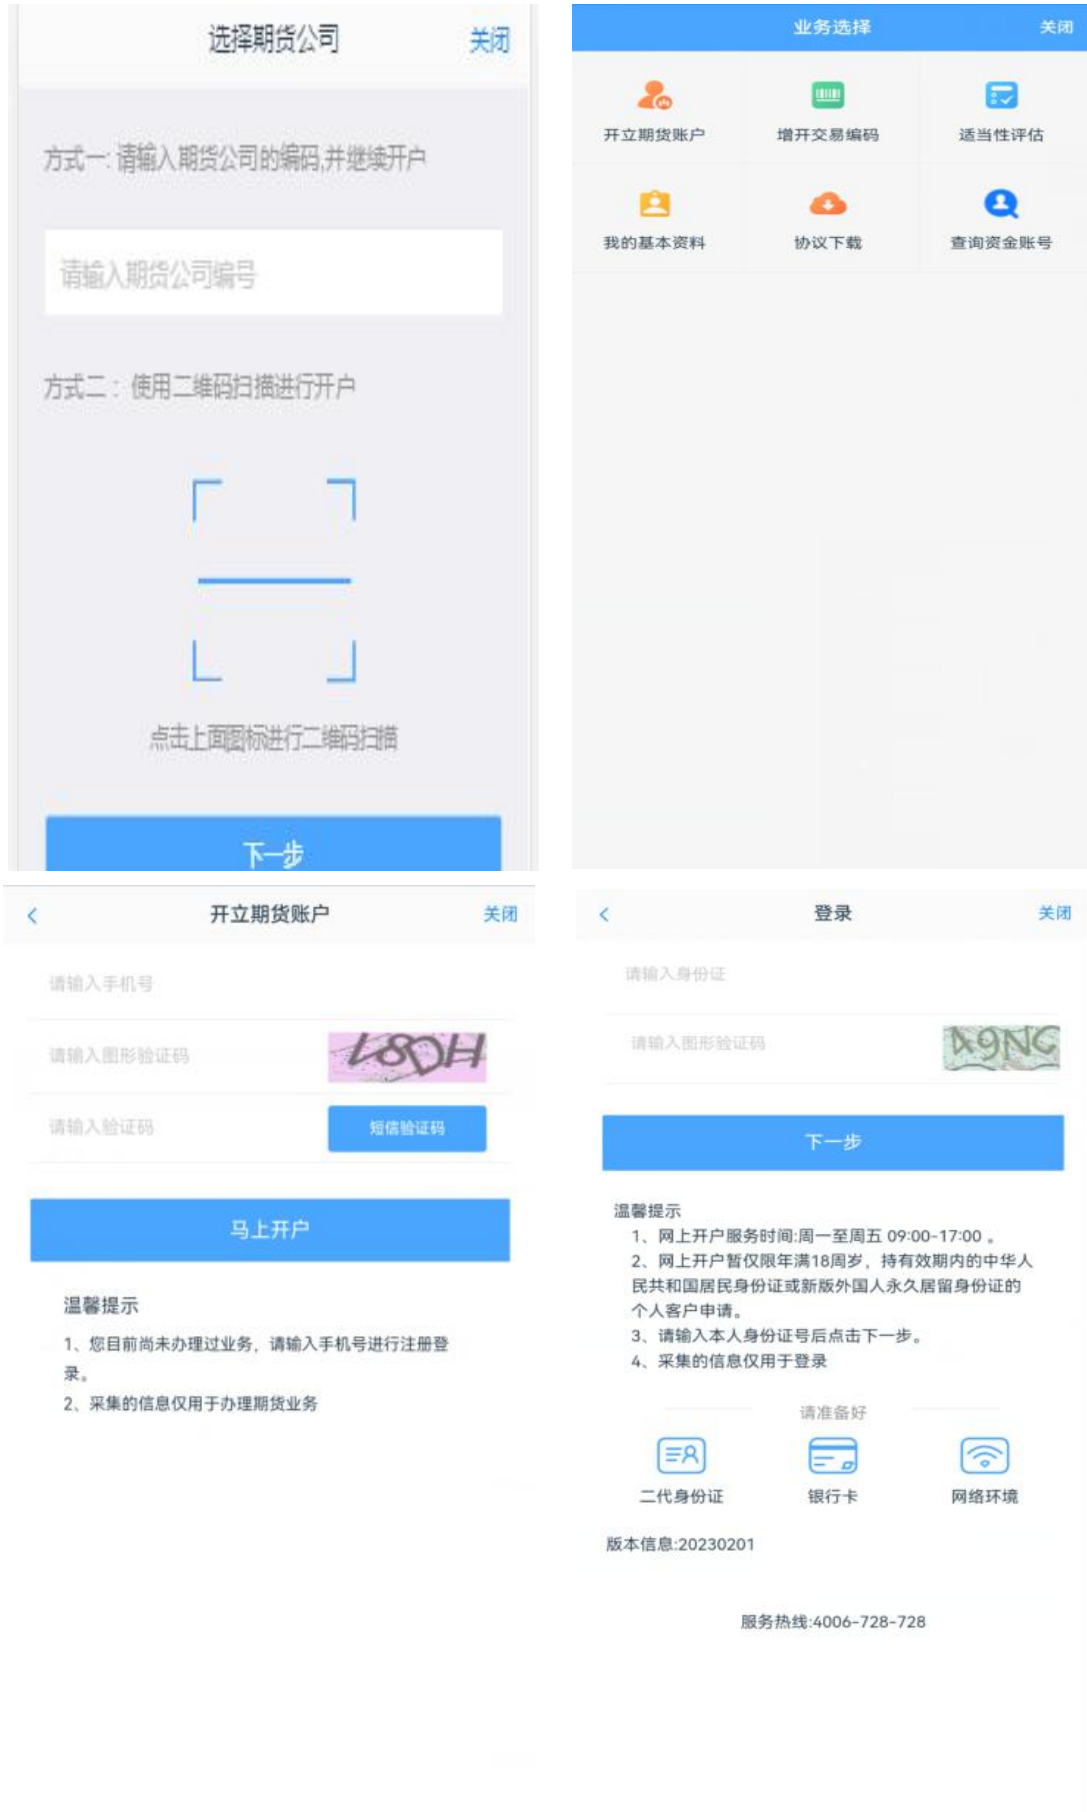 选择期货公司
关闭
方式一: 请输入期货公司的编码,并继续开户
请输入期货公司编号
方式二： 使用二维码扫描进行开户
点击上面图标进行二维码扫描
下一步
业务选择
关闭
开立期货账户
增开交易编码
适当性评估
我的基本资料
协议下载
查询资金账号
开立期货账户
关闭
请输入手机号
请输入图形验证码
L8DH
请输入验证码
短信验证码
马上开户
温馨提示
1、您目前尚未办理过业务，请输入手机号进行注册登
录。
2、采集的信息仅用于办理期货业务
登录
关闭
请输入身份证
请输入图形验证码
A9NC
下一步
温馨提示
1、网上开户服务时间:周一至周五 09:00-17:00 。
2、网上开户暂仅限年满18周岁，持有效期内的中华人
民共和国居民身份证或新版外国人永久居留身份证的
个人客户申请。
3、请输入本人身份证号后点击下一步。
4、采集的信息仅用于登录
请准备好
二代身份证
银行卡
网络环境
版本信息:20230201
服务热线:4006-728-728